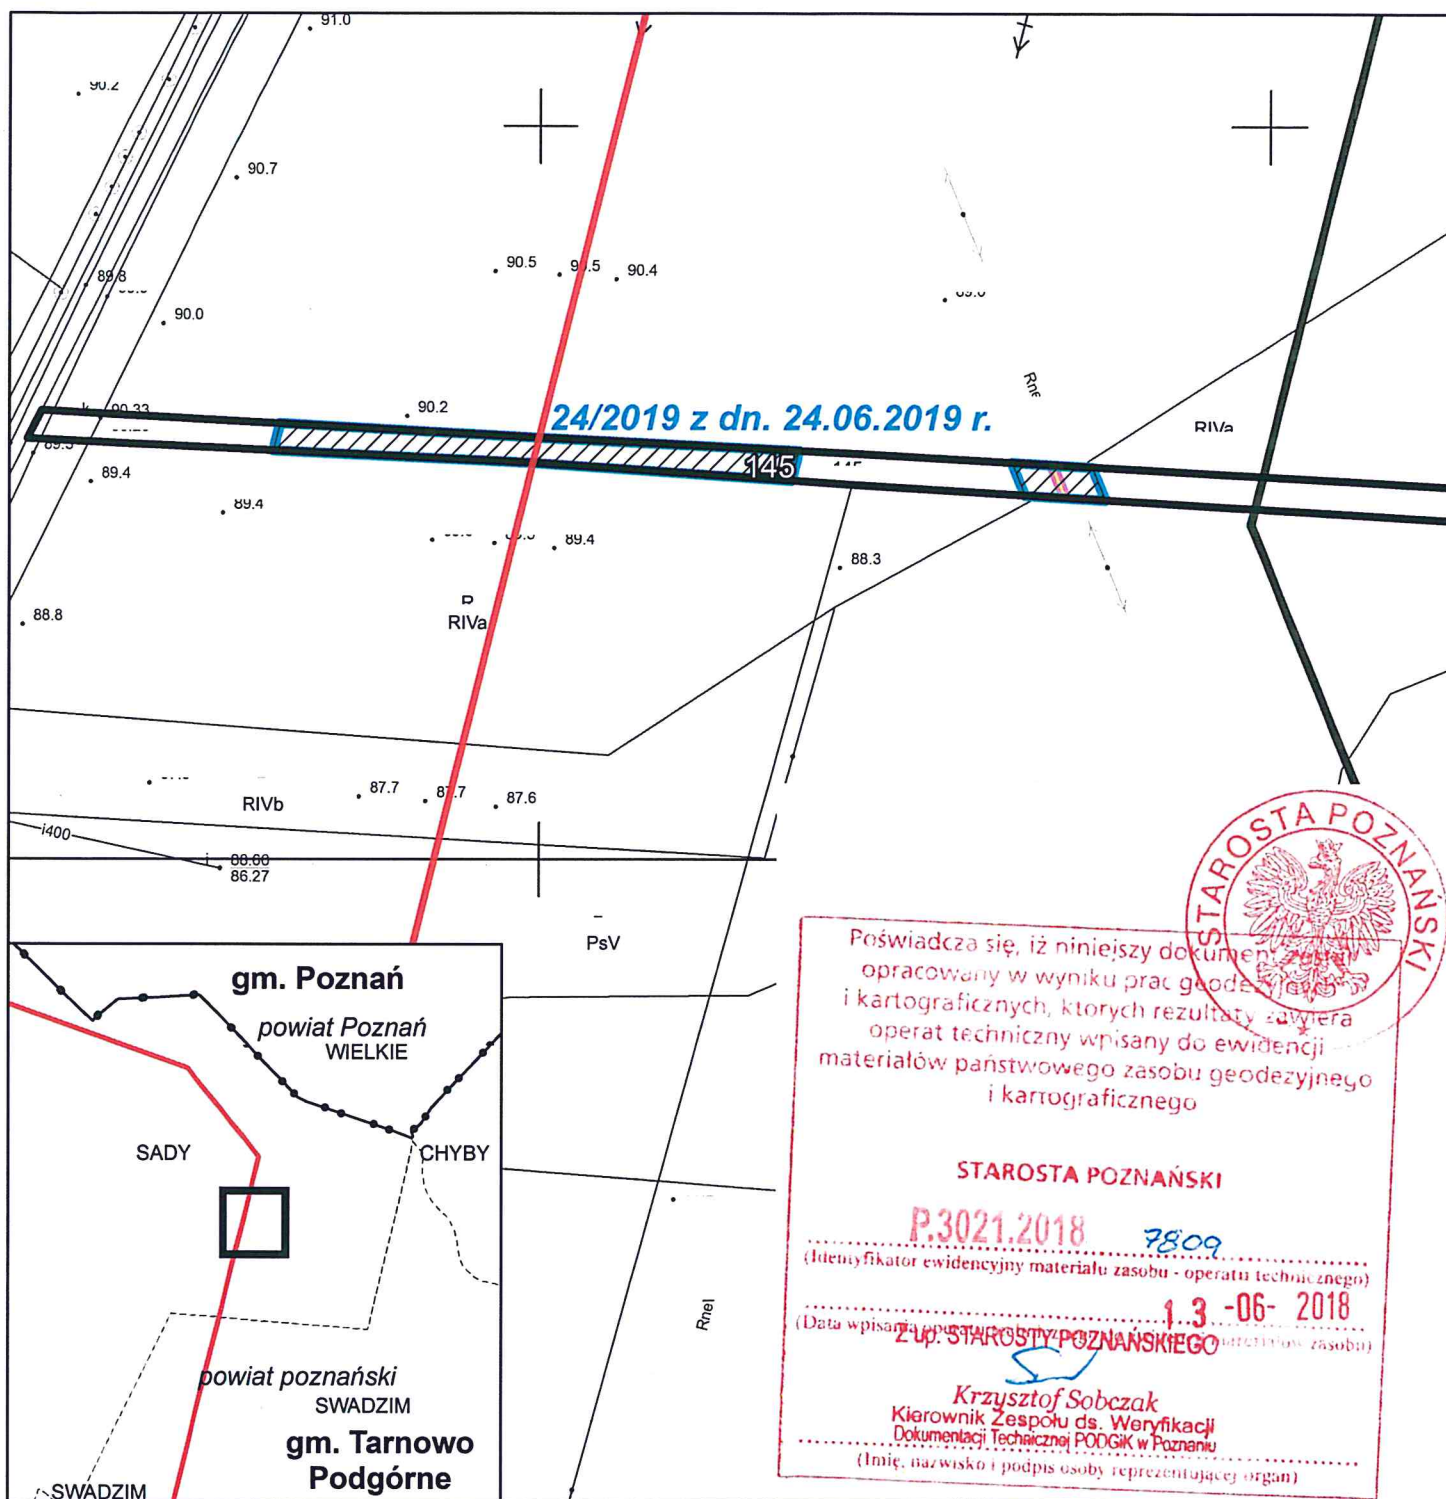 91.0
90.2
90.7
90.5
90.4
89.8
90.0
90.2
24/2019 z dn. 24.06.2019 r.
RIVa
145
89.4
89.4
89.4
88.3
88.8
RIVa
87.7
87.6
RIVb
i400
88.60
86.27
PsV
Rnel
gm. Poznań
powiat Poznań
WIELKIE
SADY
CHYBY
powiat poznański
SWADZIM
gm. Tarnowo
Podgórne
SWADZIM
STAROSTA POZNAŃSKI
Poświadcza się, iż niniejszy dokument
opracowany w wyniku prac geodezyjnych
i kartograficznych, ktorych rezultaty zawiera
operat techniczny wpisany do ewidencji
materiałów państwowego zasobu geodezyjnego
i kartograficznego
STAROSTA POZNAŃSKI
P.3021.2018 7809
(Identyfikator ewidencyjny materiału zasobu - operatu technicznego)
13 -06- 2018
(Data wpisania materiałów zasobu)
Z up. STAROSTY POZNAŃSKIEGO
Krzysztof Sobczak
Kierownik Zespołu ds. Weryfikacji
Dokumentacji Technicznej PODGiK w Poznaniu
(Imię, nazwisko i podpis osoby reprezentującej organ)